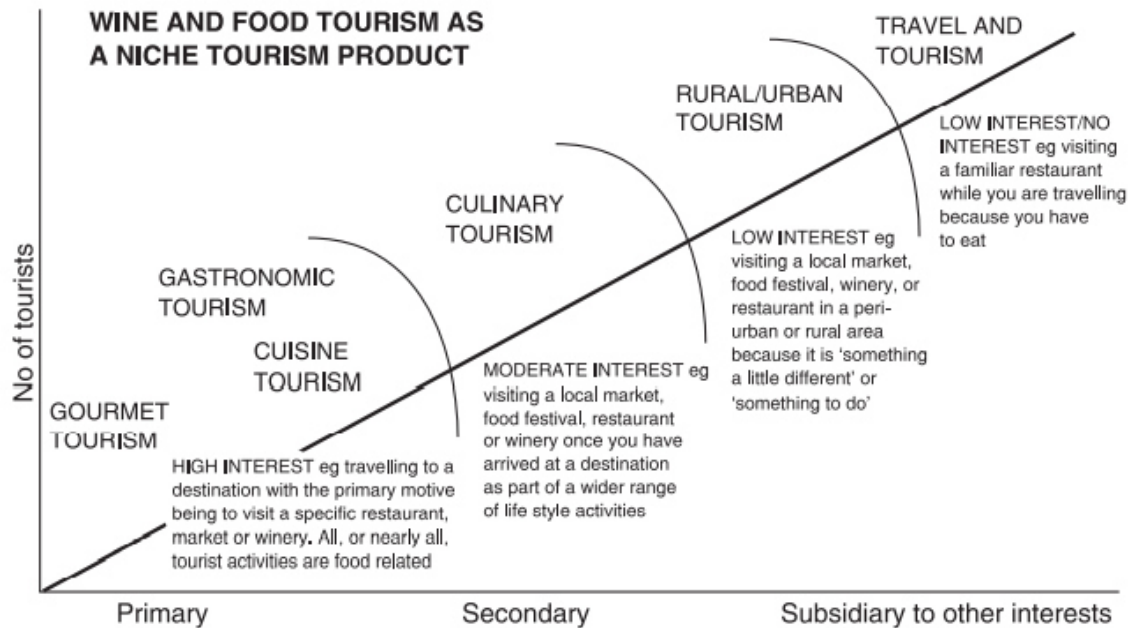 WINE AND FOOD TOURISM AS
A NICHE TOURISM PRODUCT
TRAVEL AND
TOURISM
RURAL/URBAN
TOURISM
LOW INTEREST/NO
INTEREST eg visiting
a familiar restaurant
while you are travelling
because you have
to eat
CULINARY
TOURISM
LOW INTEREST eg
visiting a local market,
food festival, winery, or
restaurant in a peri-
urban or rural area
because it is ‘something
a little different’ or
‘something to do’
GASTRONOMIC
TOURISM
CUISINE
TOURISM
MODERATE INTEREST eg
visiting a local market,
food festival, restaurant
or winery once you have
arrived at a destination
as part of a wider range
of life style activities
GOURMET
TOURISM
HIGH INTEREST eg travelling to a
destination with the primary motive
being to visit a specific restaurant,
market or winery. All, or nearly all,
tourist activities are food related
No of tourists
Primary
Secondary
Subsidiary to other interests